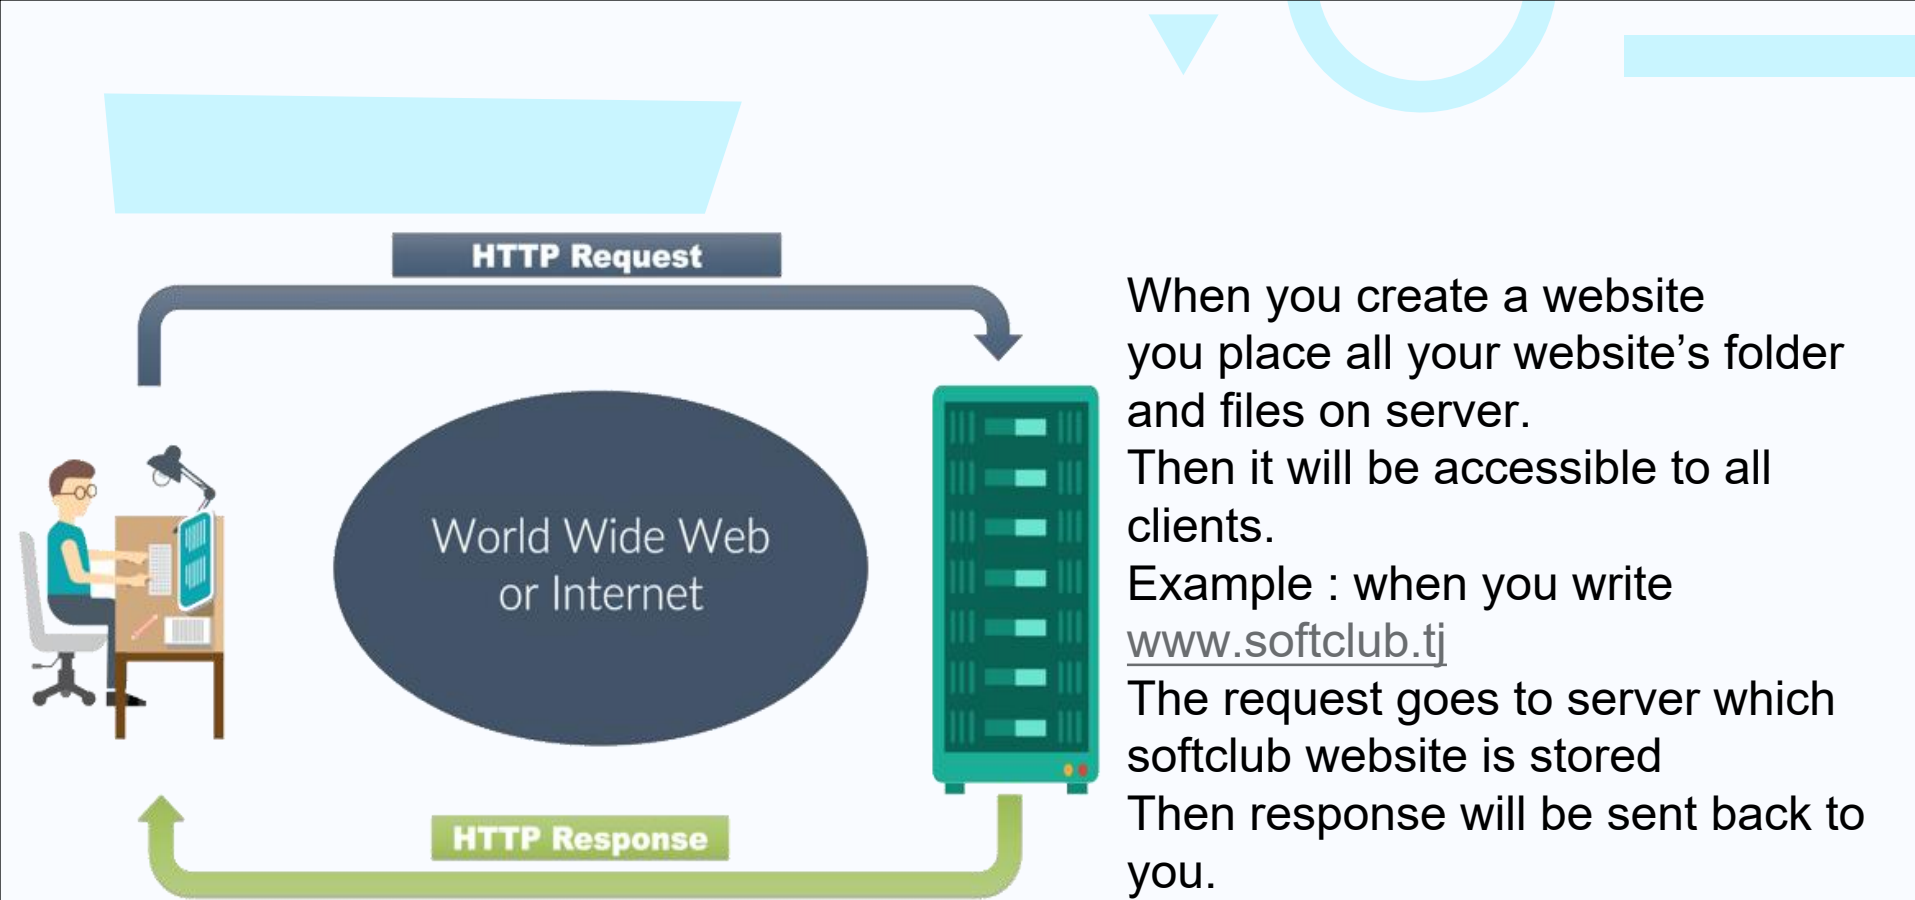 HTTP Request
World Wide Web
or Internet
HTTP Response
When you create a website
you place all your website’s folder
and files on server.
Then it will be accessible to all
clients.
Example : when you write
www.softclub.tj
The request goes to server which
softclub website is stored
Then response will be sent back to
you.